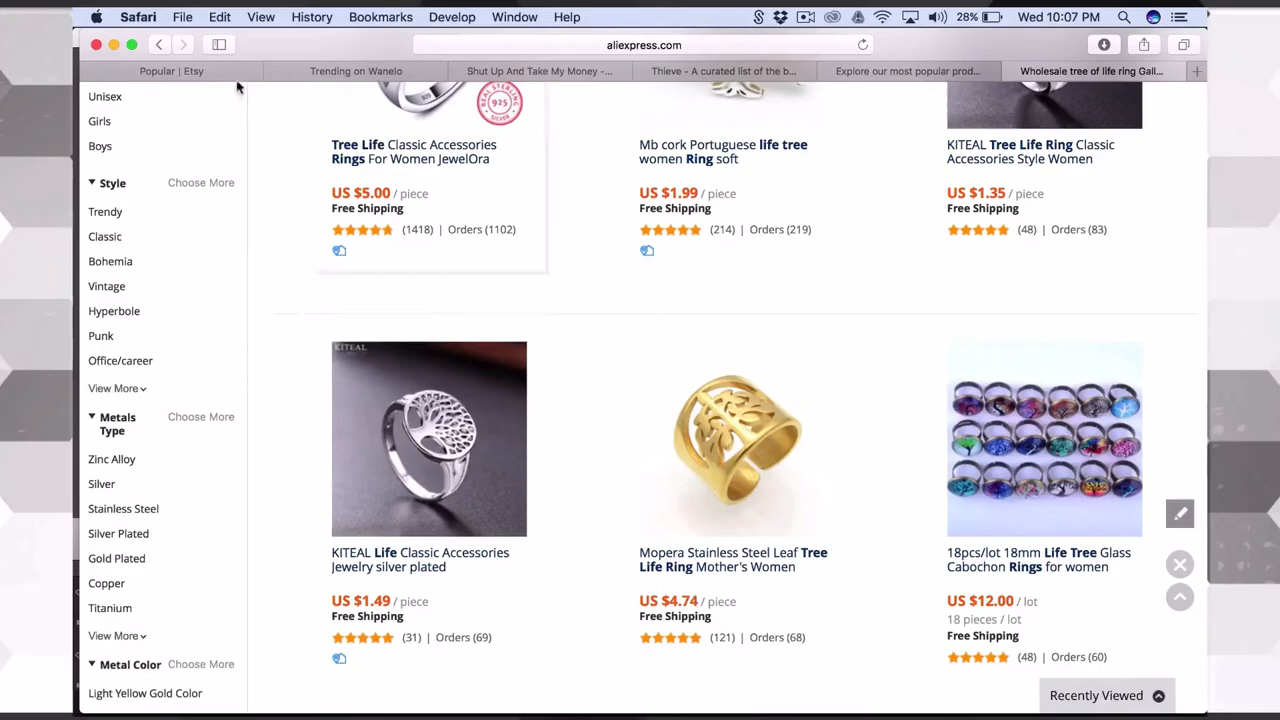 Safari File Edit View History Bookmarks Develop Window Help 28% Wed 10:07 PM
aliexpress.com
Popular | Etsy Trending on Wanelo Shut Up And Take My Money -... Thieve - A curated list of the b... Explore our most popular prod... Wholesale tree of life ring Gall...
Unisex
Girls
Boys
Style Choose More
Trendy
Classic
Bohemia
Vintage
Hyperbole
Punk
Office/career
View More
Metals Type Choose More
Zinc Alloy
Silver
Stainless Steel
Silver Plated
Gold Plated
Copper
Titanium
View More
Metal Color Choose More
Light Yellow Gold Color
925
Tree Life Classic Accessories
Rings For Women JewelOra
US $5.00 / piece
Free Shipping
(1418) | Orders (1102)
Mb cork Portuguese life tree
women Ring soft
US $1.99 / piece
Free Shipping
(214) | Orders (219)
KITEAL Tree Life Ring Classic
Accessories Style Women
US $1.35 / piece
Free Shipping
(48) | Orders (83)
KITEAL
KITEAL Life Classic Accessories
Jewelry silver plated
US $1.49 / piece
Free Shipping
(31) | Orders (69)
Mopera Stainless Steel Leaf Tree
Life Ring Mother's Women
US $4.74 / piece
Free Shipping
(121) | Orders (68)
18pcs/lot 18mm Life Tree Glass
Cabochon Rings for women
US $12.00 / lot
18 pieces / lot
Free Shipping
(48) | Orders (60)
Recently Viewed